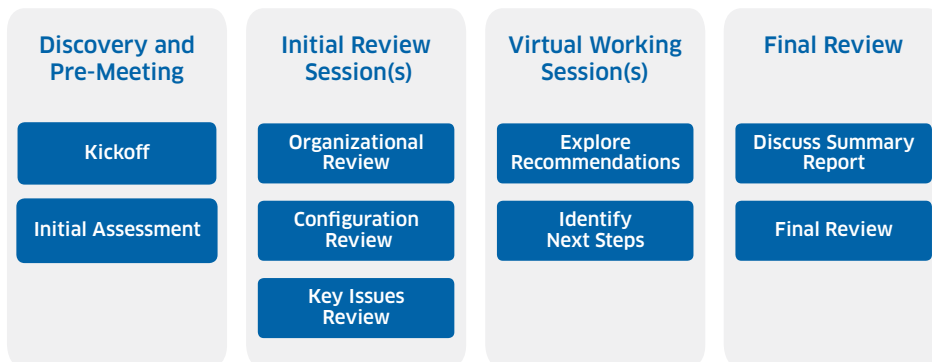 Discovery and
Pre-Meeting
Kickoff
Initial Assessment
Initial Review
Session(s)
Organizational
Review
Configuration
Review
Key Issues
Review
Virtual Working
Session(s)
Explore
Recommendations
Identify
Next Steps
Final Review
Discuss Summary
Report
Final Review